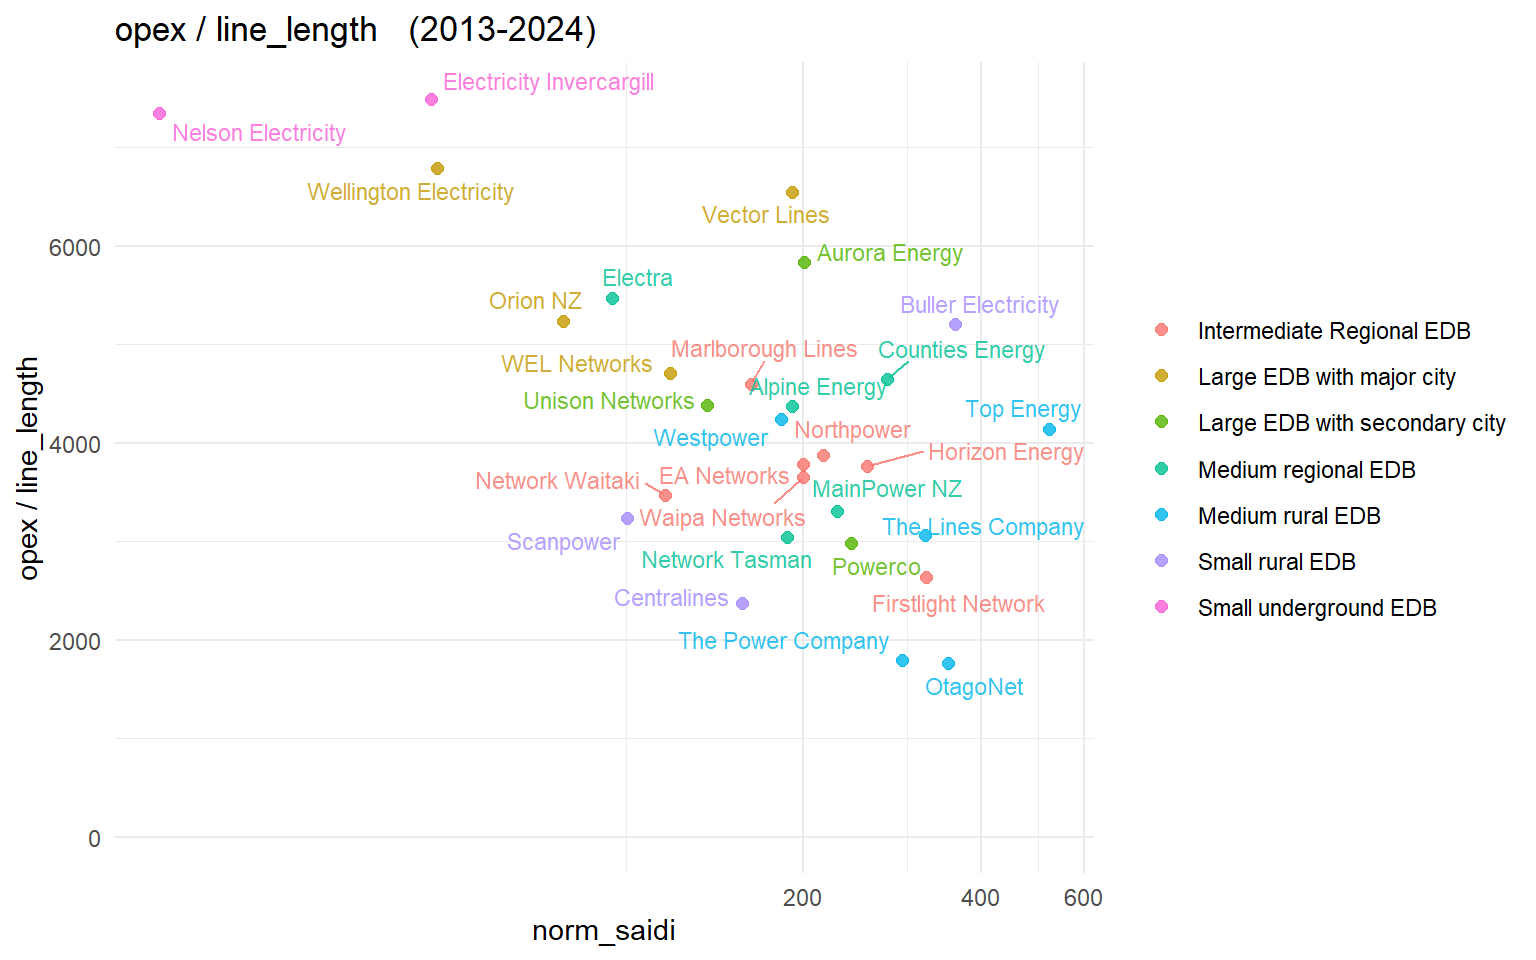 opex / line_length (2013-2024)
Electricity Invercargill
Nelson Electricity
Wellington Electricity
Vector Lines
6000
Aurora Energy
Electra
Orion NZ
Buller Electricity
Marlborough Lines
Counties Energy
WEL Networks
Alpine Energy
Unison Networks
Top Energy
Westpower
Northpower
4000
Horizon Energy
Network Waitaki
EA Networks
MainPower NZ
Waipa Networks
The Lines Company
Scanpower
Network Tasman
Powerco
Centralines
Firstlight Network
The Power Company
2000
OtagoNet
0
opex / line_length
200
400
600
norm_saidi
Intermediate Regional EDB
Large EDB with major city
Large EDB with secondary city
Medium regional EDB
Medium rural EDB
Small rural EDB
Small underground EDB